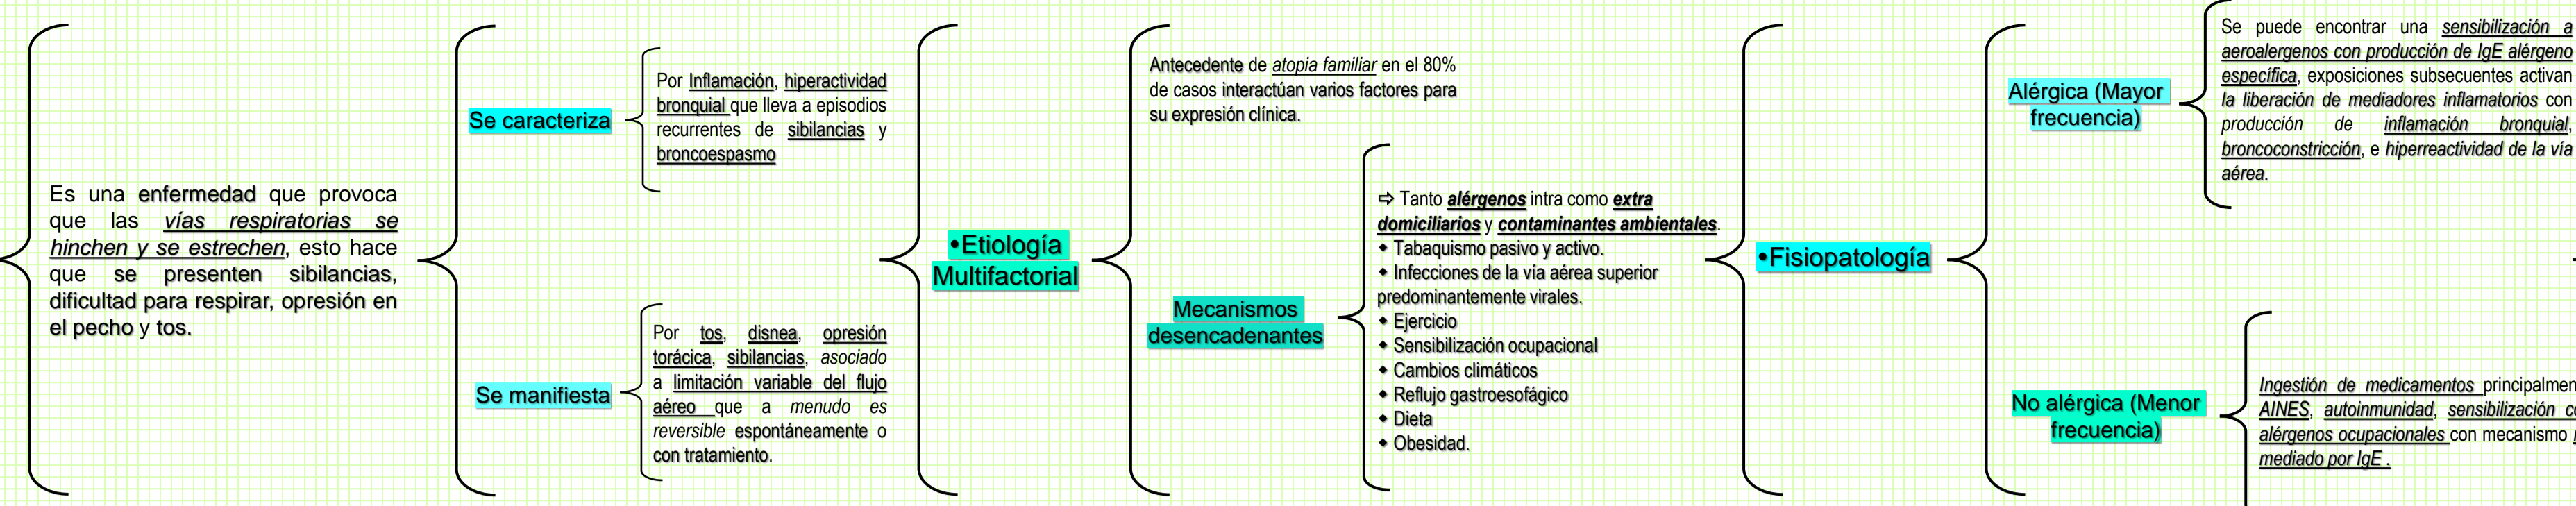 Es una enfermedad que provoca
que las vías respiratorias se
hinchen y se estrechen, esto hace
que se presenten sibilancias,
dificultad para respirar, opresión en
el pecho y tos.
Se caracteriza
Por Inflamación, hiperactividad
bronquial que lleva a episodios
recurrentes de sibilancias y
broncoespasmo
Se manifiesta
Por tos, disnea, opresión
torácica, sibilancias, asociado
a limitación variable del flujo
aéreo que a menudo es
reversible espontáneamente o
con tratamiento.
•Etiología
Multifactorial
Antecedente de atopia familiar en el 80%
de casos interactúan varios factores para
su expresión clínica.
Mecanismos
desencadenantes
⇨ Tanto alérgenos intra como extra
domiciliarios y contaminantes ambientales.
◆ Tabaquismo pasivo y activo.
◆ Infecciones de la vía aérea superior
predominantemente virales.
◆ Ejercicio
◆ Sensibilización ocupacional
◆ Cambios climáticos
◆ Reflujo gastroesofágico
◆ Dieta
◆ Obesidad.
•Fisiopatología
Alérgica (Mayor
frecuencia)
Se puede encontrar una sensibilización a
aeroalergenos con producción de IgE alérgeno
específica, exposiciones subsecuentes activan
la liberación de mediadores inflamatorios con
producción de inflamación bronquial,
broncoconstricción, e hiperreactividad de la vía
aérea.
No alérgica (Menor
frecuencia)
Ingestión de medicamentos principalmen
AINES, autoinmunidad, sensibilización
alérgenos ocupacionales con mecanismo
mediado por IgE .